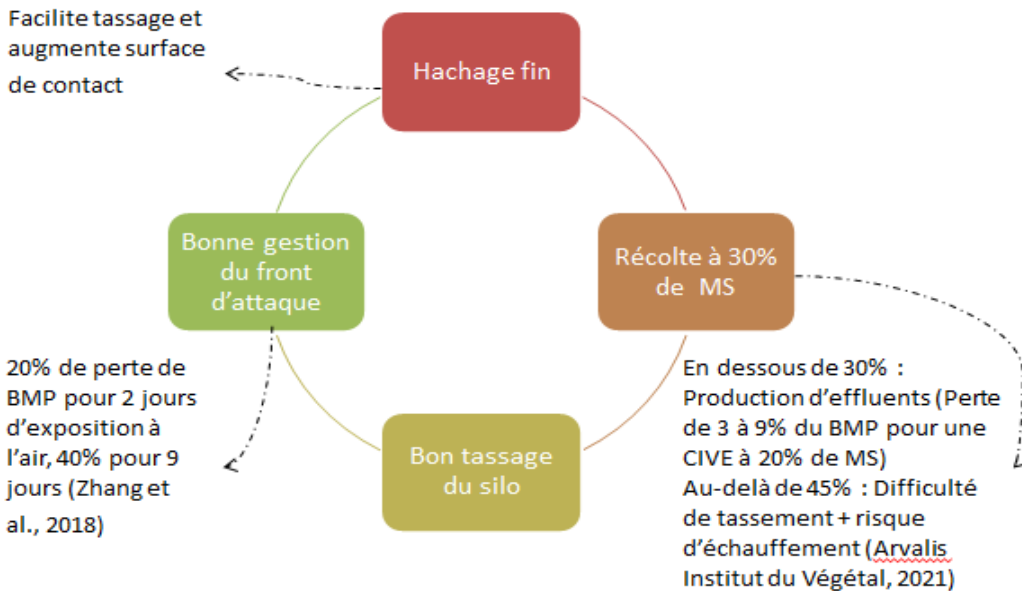 Facilite tassage et
augmente surface
de contact
Hachage fin
Bonne gestion
du front
d’attaque
Récolte à 30%
de MS
20% de perte de
BMP pour 2 jours
d’exposition à
l’air, 40% pour 9
jours (Zhang et
al., 2018)
Bon tassage
du silo
En dessous de 30% :
Production d’effluents (Perte
de 3 à 9% du BMP pour une
CIVE à 20% de MS)
Au-delà de 45% : Difficulté
de tassement + risque
d’échauffement (Arvalis
Institut du Végétal, 2021)